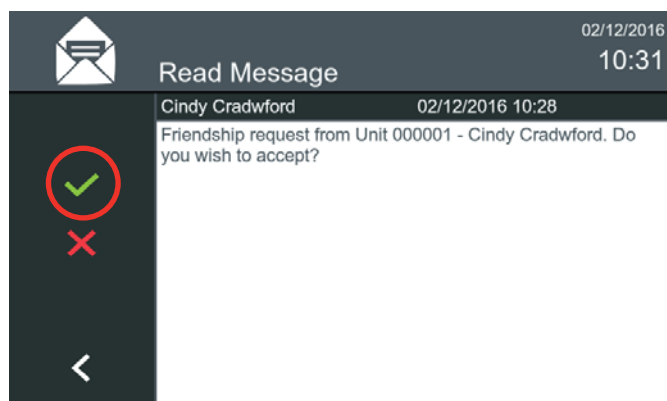 02/12/2016
10:31
Read Message
Cindy Cradwford 02/12/2016 10:28
Friendship request from Unit 000001 - Cindy Cradwford. Do
you wish to accept?